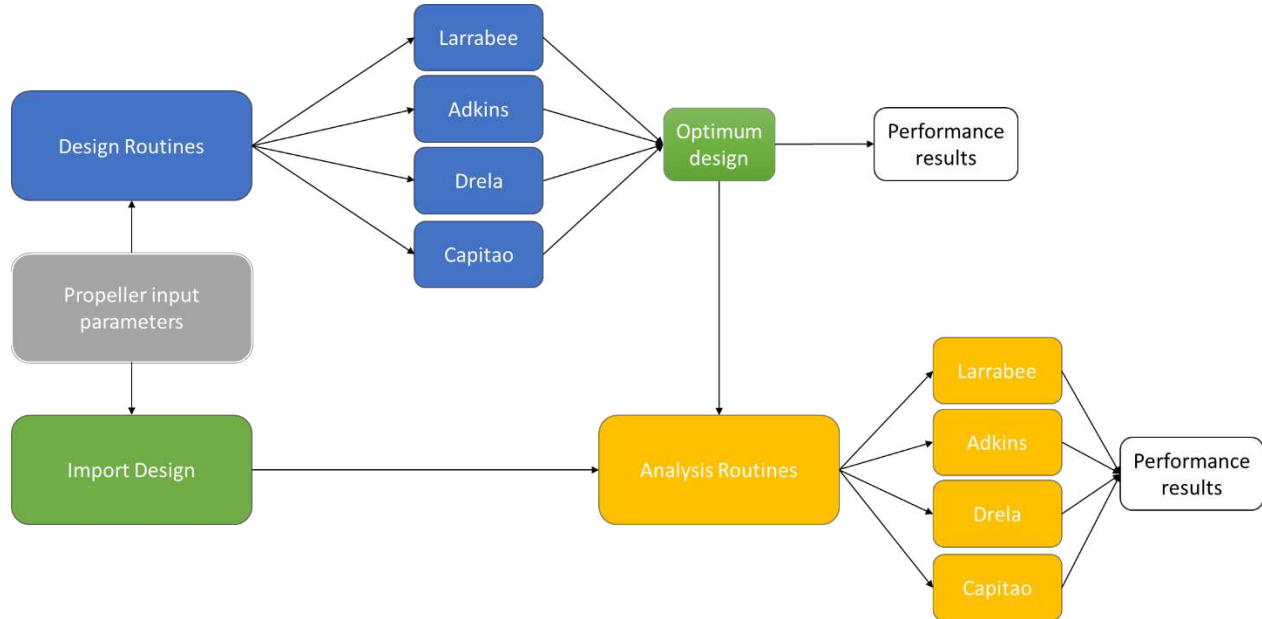 Larrabee
Adkins
Design Routines
Optimum
design
Performance
results
Drela
Capitao
Propeller input
parameters
Larrabee
Adkins
Import Design
Analysis Routines
Performance
results
Drela
Capitao